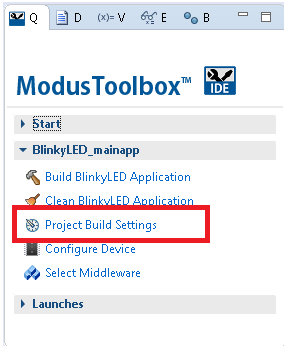 Q D (x)= V E B
ModusToolbox™ IDE
Start
BlinkyLED_mainapp
Build BlinkyLED Application
Clean BlinkyLED Application
Project Build Settings
Configure Device
Select Middleware
Launches